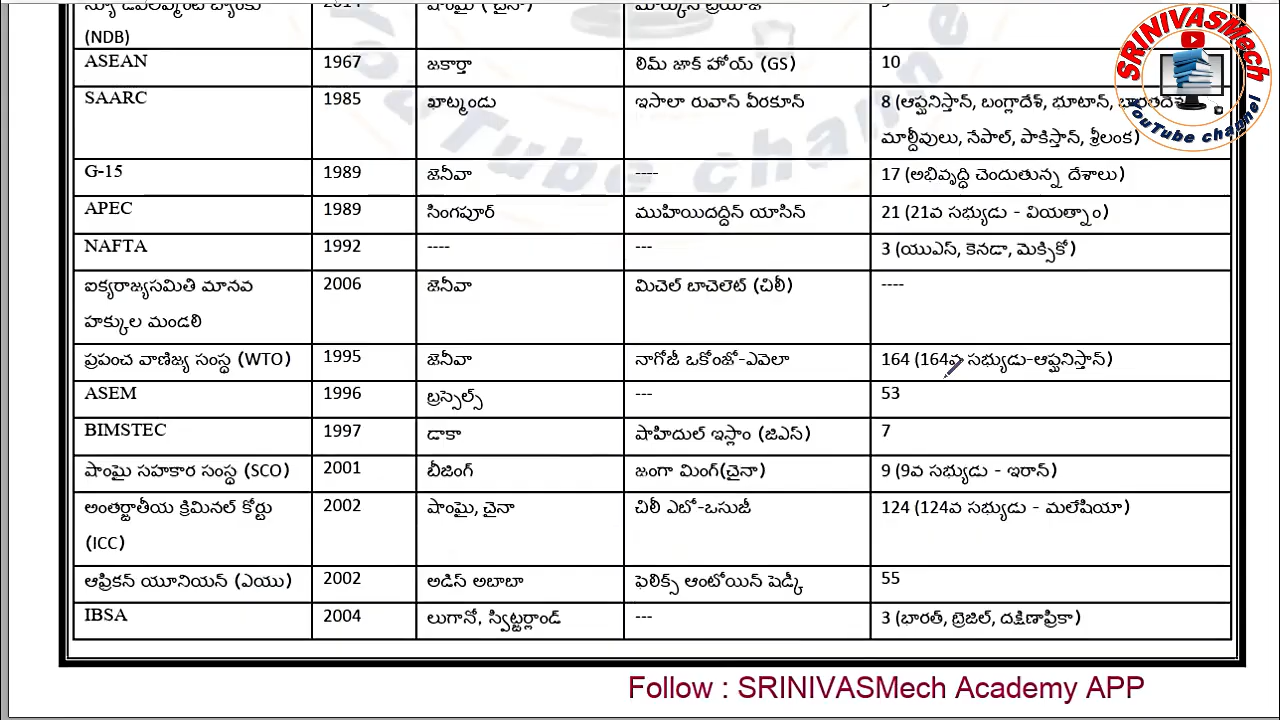 (NDB)
ASEAN 1967 జకార్తా లిమ్ జాక్ హోయ్ (GS) 10
SAARC 1985 ఖాట్మండు ఇసాలా రువాన్ వీరకూన్ 8 (ఆఫ్ఘనిస్తాన్, బంగ్లాదేశ్, భూటాన్, భారతదేశం
మాల్దీవులు, నేపాల్, పాకిస్తాన్, శ్రీలంక)
G-15 1989 జెనీవా ---- 17 (అభివృద్ధి చెందుతున్న దేశాలు)
APEC 1989 సింగపూర్ ముహియిదద్దిన్ యాసిన్ 21 (21వ సభ్యుడు - వియత్నాం)
NAFTA 1992 ---- --- 3 (యుఎస్, కెనడా, మెక్సికో)
ఐక్యరాజ్యసమితి మానవ 2006 జెనీవా మిచెల్ బాచెలెట్ (చిలీ) ----
హక్కుల మండలి
ప్రపంచ వాణిజ్య సంస్థ (WTO) 1995 జెనీవా నాగోజీ ఒకోంజో-ఎవెలా 164 (164వ సభ్యుడు-ఆఫ్ఘనిస్తాన్)
ASEM 1996 బ్రస్సెల్స్ --- 53
BIMSTEC 1997 డాకా షాహిదుల్ ఇస్లాం (జిఎస్) 7
షాంఘై సహకార సంస్థ (SCO) 2001 బీజింగ్ జంగా మింగ్(చైనా) 9 (9వ సభ్యుడు - ఇరాన్)
అంతర్జాతీయ క్రిమినల్ కోర్టు 2002 షాంఘై, చైనా చిలీ ఎబో-ఒసుజీ 124 (124వ సభ్యుడు - మలేషియా)
(ICC)
ఆఫ్రికన్ యూనియన్ (ఎయు) 2002 అడిస్ అబాబా ఫెలిక్స్ ఆంటోయిన్ షెడ్కీ 55
IBSA 2004 లుగానో, స్విట్జర్లాండ్ --- 3 (భారత్, బ్రెజిల్, దక్షిణాఫ్రికా)
Follow : SRINIVASMech Academy APP
SRINIVASMech
YouTube channel
Tube channe